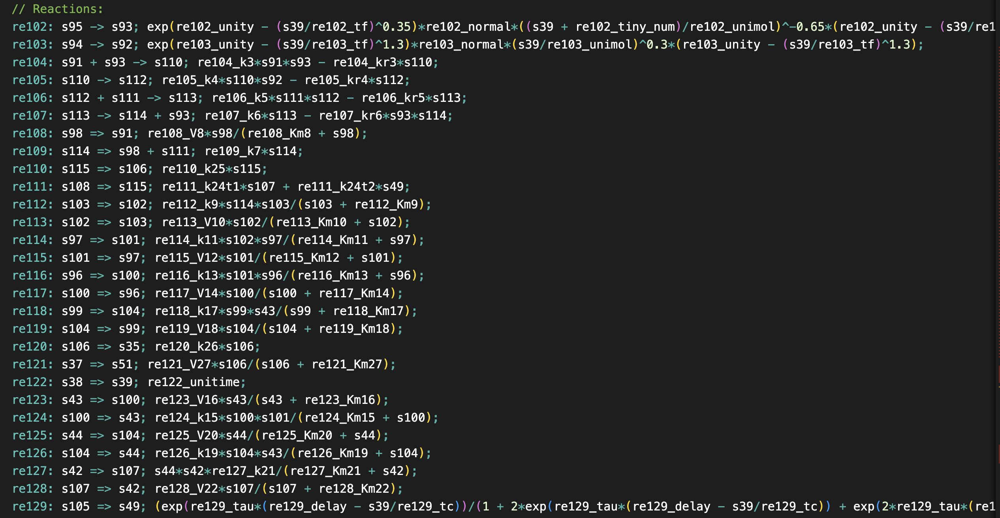 // Reactions:
re102: s95 -> s93; exp(re102_unity - (s39/re102_tf)^0.35)*re102_normal*((s39 + re102_tiny_num)/re102_unimol)^-0.65*(re102_unity - (s39/re1
re103: s94 -> s92; exp(re103_unity - (s39/re103_tf)^1.3)*re103_normal*(s39/re103_unimol)^0.3*(re103_unity - (s39/re103_tf)^1.3);
re104: s91 + s93 -> s110; re104_k3*s91*s93 - re104_kr3*s110;
re105: s110 -> s112; re105_k4*s110*s92 - re105_kr4*s112;
re106: s112 + s111 -> s113; re106_k5*s111*s112 - re106_kr5*s113;
re107: s113 -> s114 + s93; re107_k6*s113 - re107_kr6*s93*s114;
re108: s98 => s91; re108_V8*s98/(re108_Km8 + s98);
re109: s114 => s98 + s111; re109_k7*s114;
re110: s115 => s106; re110_k25*s115;
re111: s108 => s115; re111_k24t1*s107 + re111_k24t2*s49;
re112: s103 => s102; re112_k9*s114*s103/(s103 + re112_Km9);
re113: s102 => s103; re113_V10*s102/(re113_Km10 + s102);
re114: s97 => s101; re114_k11*s102*s97/(re114_Km11 + s97);
re115: s101 => s97; re115_V12*s101/(re115_Km12 + s101);
re116: s96 => s100; re116_k13*s101*s96/(re116_Km13 + s96);
re117: s100 => s96; re117_V14*s100/(s100 + re117_Km14);
re118: s99 => s104; re118_k17*s99*s43/(s99 + re118_Km17);
re119: s104 => s99; re119_V18*s104/(s104 + re119_Km18);
re120: s106 => s35; re120_k26*s106;
re121: s37 => s51; re121_V27*s106/(s106 + re121_Km27);
re122: s38 => s39; re122_unitime;
re123: s43 => s100; re123_V16*s43/(s43 + re123_Km16);
re124: s100 => s43; re124_k15*s100*s101/(re124_Km15 + s100);
re125: s44 => s104; re125_V20*s44/(re125_Km20 + s44);
re126: s104 => s44; re126_k19*s104*s43/(re126_Km19 + s104);
re127: s42 => s107; s44*s42*re127_k21/(re127_Km21 + s42);
re128: s107 => s42; re128_V22*s107/(s107 + re128_Km22);
re129: s105 => s49; (exp(re129_tau*(re129_delay - s39/re129_tc))/(1 + 2*exp(re129_tau*(re129_delay - s39/re129_tc)) + exp(2*re129_tau*(re1